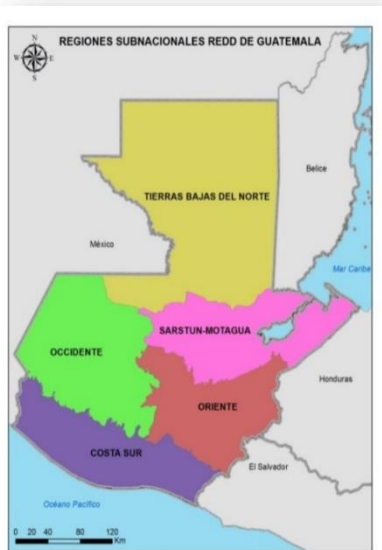 N
REGIONES SUBNACIONALES REDD DE GUATEMALA
W E
S
Belice
TIERRAS BAJAS DEL NORTE
México
Mar Caribe
SARSTUN-MOTAGUA
OCCIDENTE
Honduras
ORIENTE
COSTA SUR
El Salvador
Océano Pacífico
0 20 40 80 120
Km